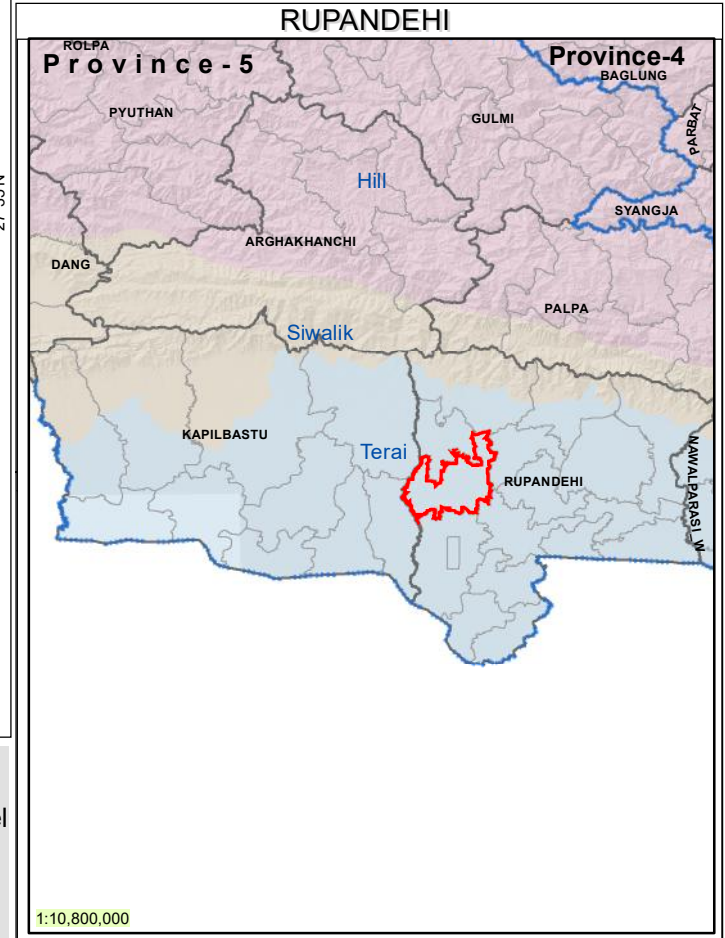 RUPANDEHI
ROLPA
Province-5
Province-4
BAGLUNG
PYUTHAN
GULMI
PARBAT
Hill
SYANGJA
ARGHAKHANCHI
DANG
PALPA
Siwalik
KAPILBASTU
Terai
RUPANDEHI
NAWALPARASI_W
1:10,800,000